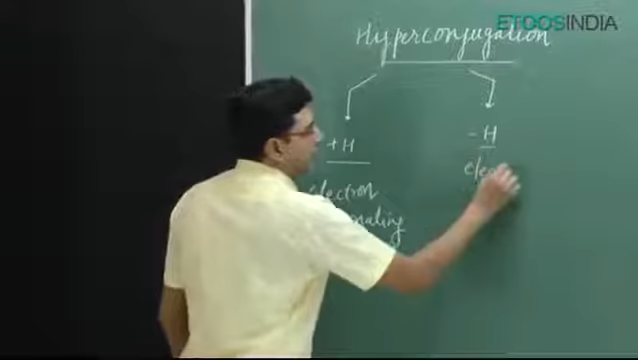 ETOOSINDIA
Hyperconjugation
+H
-H
electron